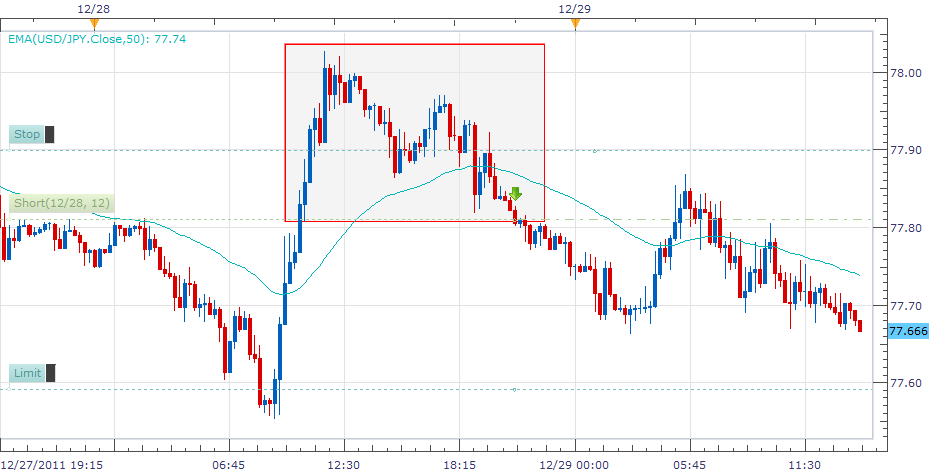 12/28 12/29
EMA(USD/JPY.Close,50): 77.74
78.00
Stop
77.90
Short(12/28, 12)
77.80
77.70
77.666
Limit
77.60
12/27/2011 19:15 06:45 12:30 18:15 12/29 00:00 05:45 11:30